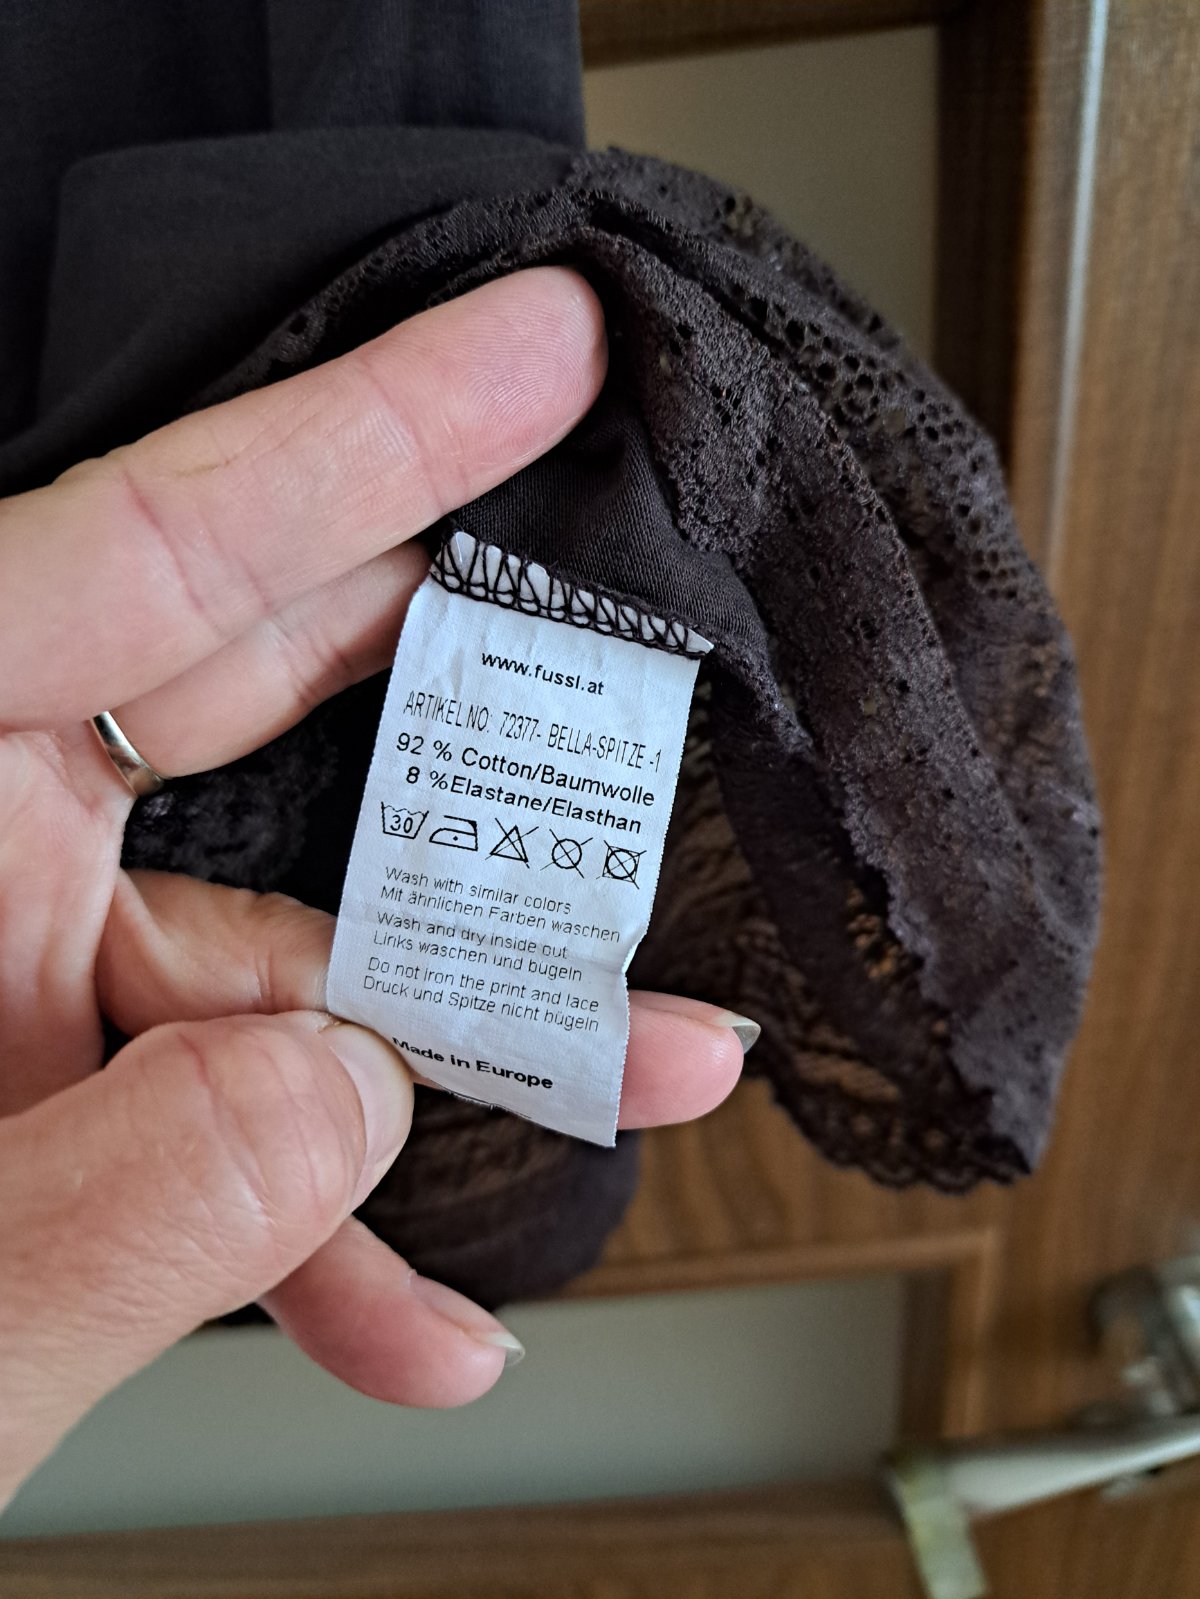 www.fussl.at
ARTIKEL NO: 72377- BELLA-SPITZE -1
92 % Cotton/Baumwolle
8 %Elastane/Elasthan
30
Wash with similar colors
Mit ähnlichen Farben waschen
Wash and dry inside out
Links waschen und bügeln
Do not iron the print and lace
Druck und Spitze nicht bügeln
Made in Europe